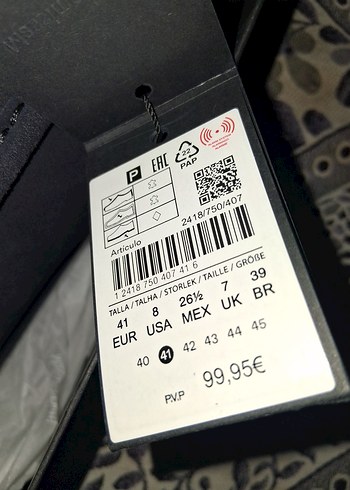 P EAC 22 PAP
2418/750/407
Artículo
1 2418 750 407 41 6
TALLA / TALHA / STORLEK / TAILLE / GRÖßE
41 8 26½ 7 39
EUR USA MEX UK BR
40 41 42 43 44 45
P.V.P 99,95€